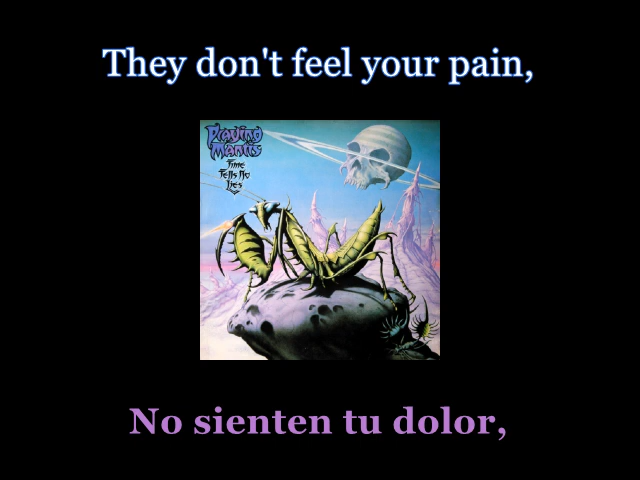 They don't feel your pain,
Praying
Mantis
Time
Tells No
Lies
No sienten tu dolor,